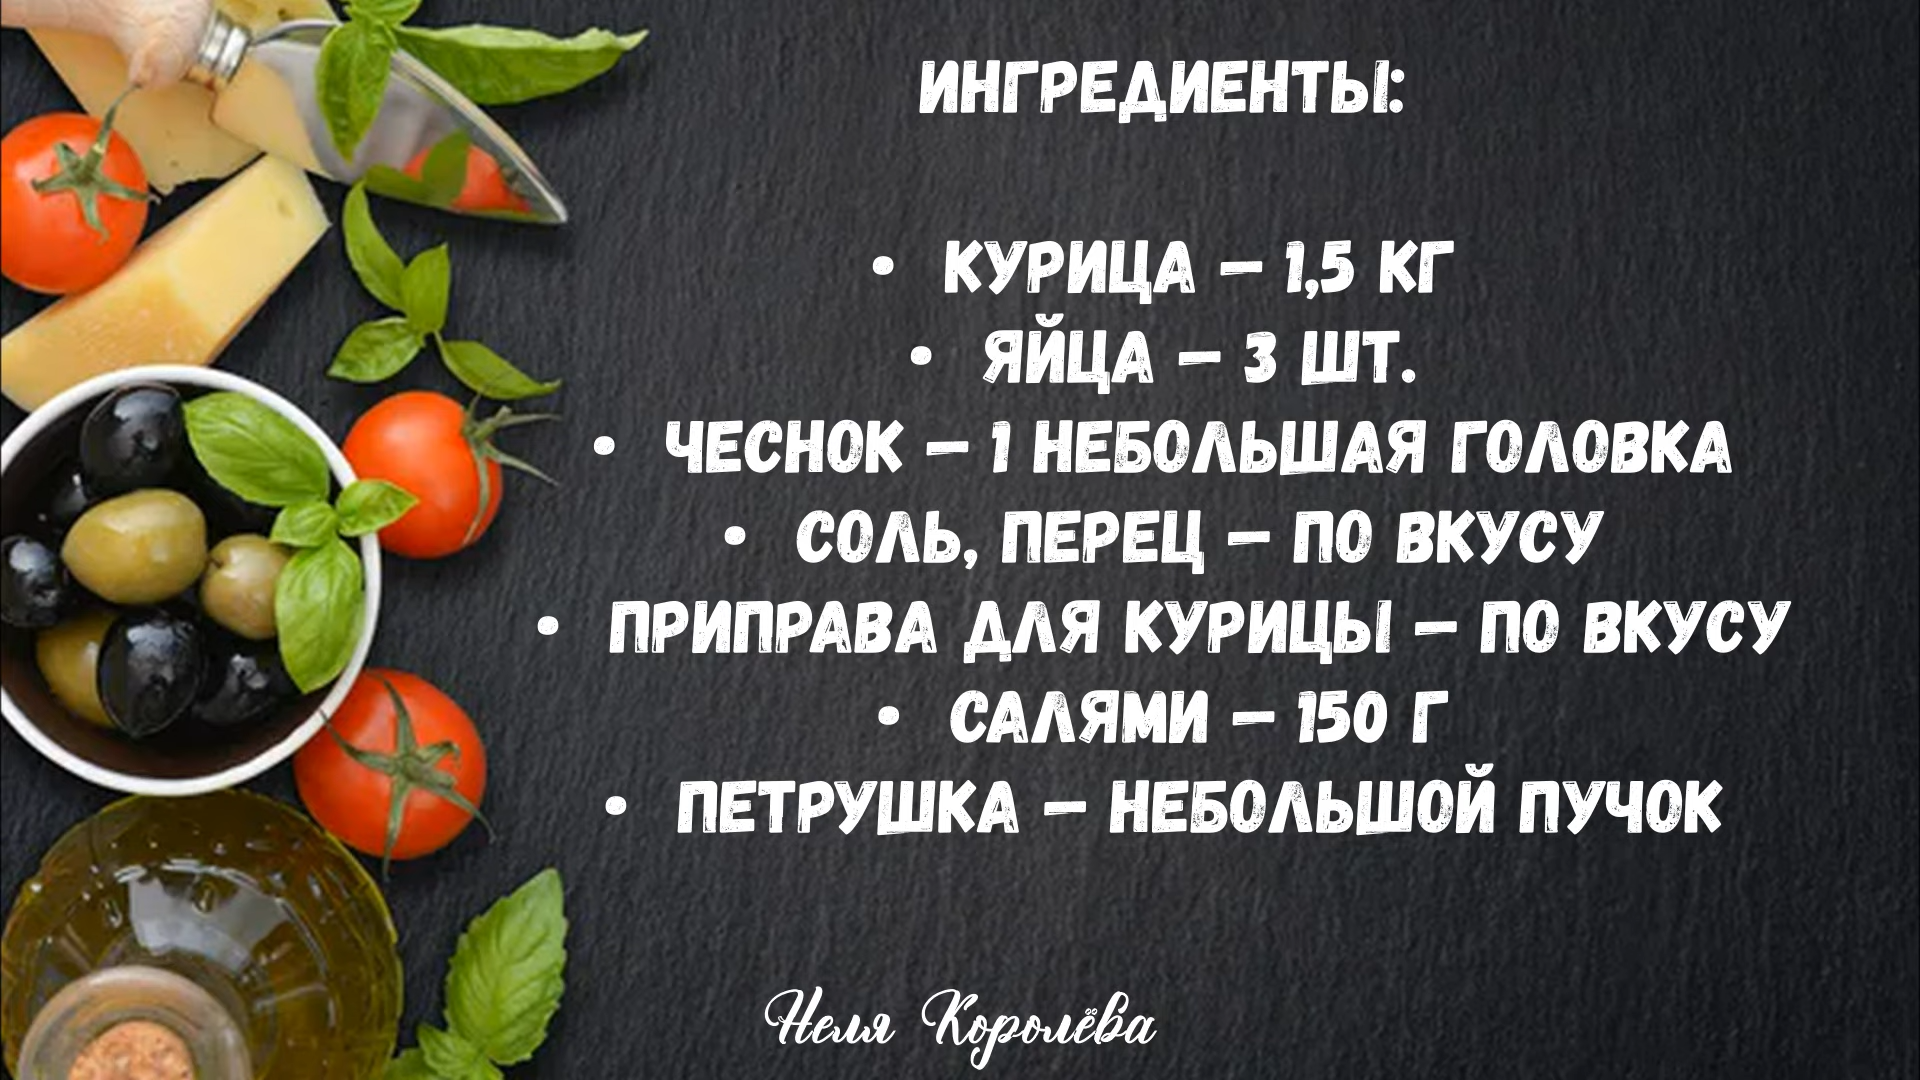 ИНГРЕДИЕНТЫ:
• КУРИЦА – 1,5 КГ
• ЯЙЦА – 3 ШТ.
• ЧЕСНОК – 1 НЕБОЛЬШАЯ ГОЛОВКА
• СОЛЬ, ПЕРЕЦ – ПО ВКУСУ
• ПРИПРАВА ДЛЯ КУРИЦЫ – ПО ВКУСУ
• САЛЯМИ – 150 Г
• ПЕТРУШКА – НЕБОЛЬШОЙ ПУЧОК
Неля Королёва